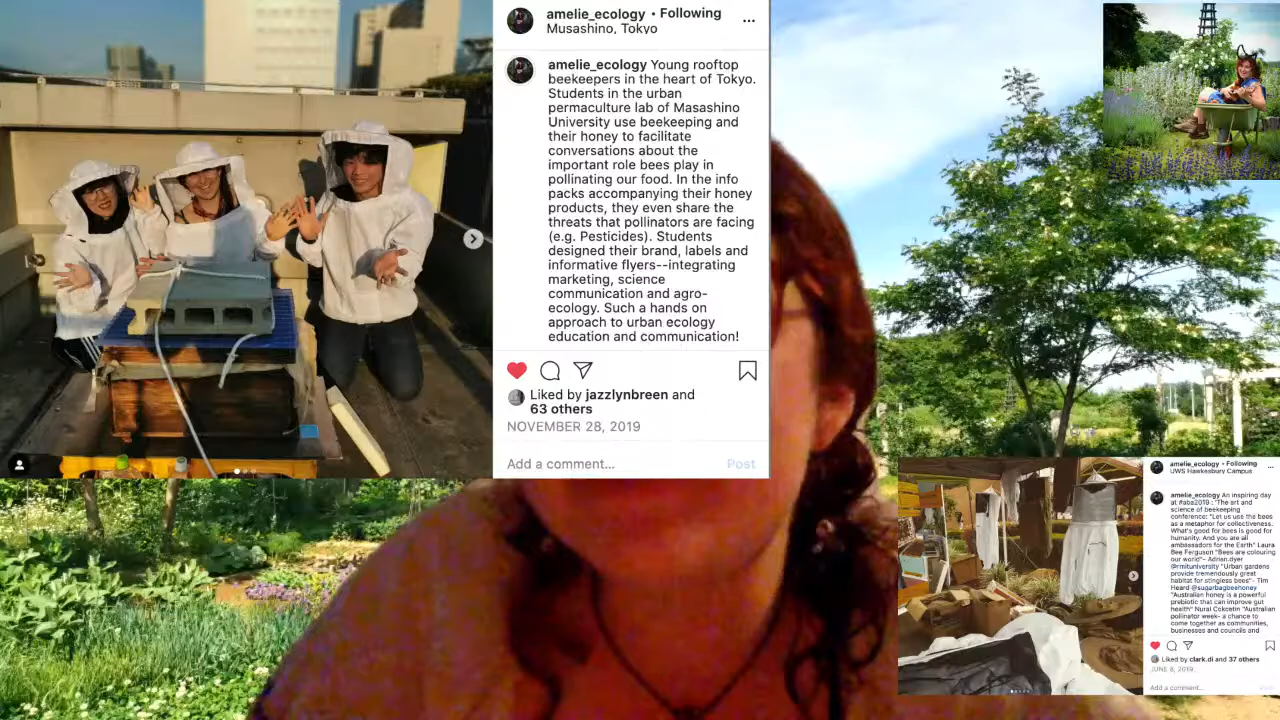 amelie_ecology • Following
Musashino, Tokyo
amelie_ecology Young rooftop
beekeepers in the heart of Tokyo.
Students in the urban
permaculture lab of Masashino
University use beekeeping and
their honey to facilitate
conversations about the
important role bees play in
pollinating our food. In the info
packs accompanying their honey
products, they even share the
threats that pollinators are facing
(e.g. Pesticides). Students
designed their brand, labels and
informative flyers--integrating
marketing, science
communication and agro-
ecology. Such a hands on
approach to urban ecology
education and communication!
Liked by jazzlynbreen and
63 others
NOVEMBER 28, 2019
Add a comment...
Post
amelie_ecology • Following
UWS Hawkesbury Campus
amelie_ecology An inspiring day
at #aba2019 : "The art and
science of beekeeping
conference: "Let us use the bees
as a metaphor for collectiveness.
What's good for bees is good for
humanity. And you are all
ambassadors for the Earth" Laura
Bee Ferguson "Bees are colouring
our world"- Adrian.dyer
@rmituniversity "Urban gardens
provide tremendously great
habitat for stingless bees"- Tim
Heard @sugarbagbeehoney
"Australian honey is a powerful
prebiotic that can improve gut
health" Nural Cokcetin "Australian
pollinator week- a chance to
come together as communities,
businesses and councils and
Liked by clark.di and 37 others
JUNE 8, 2019
Add a comment...
Post